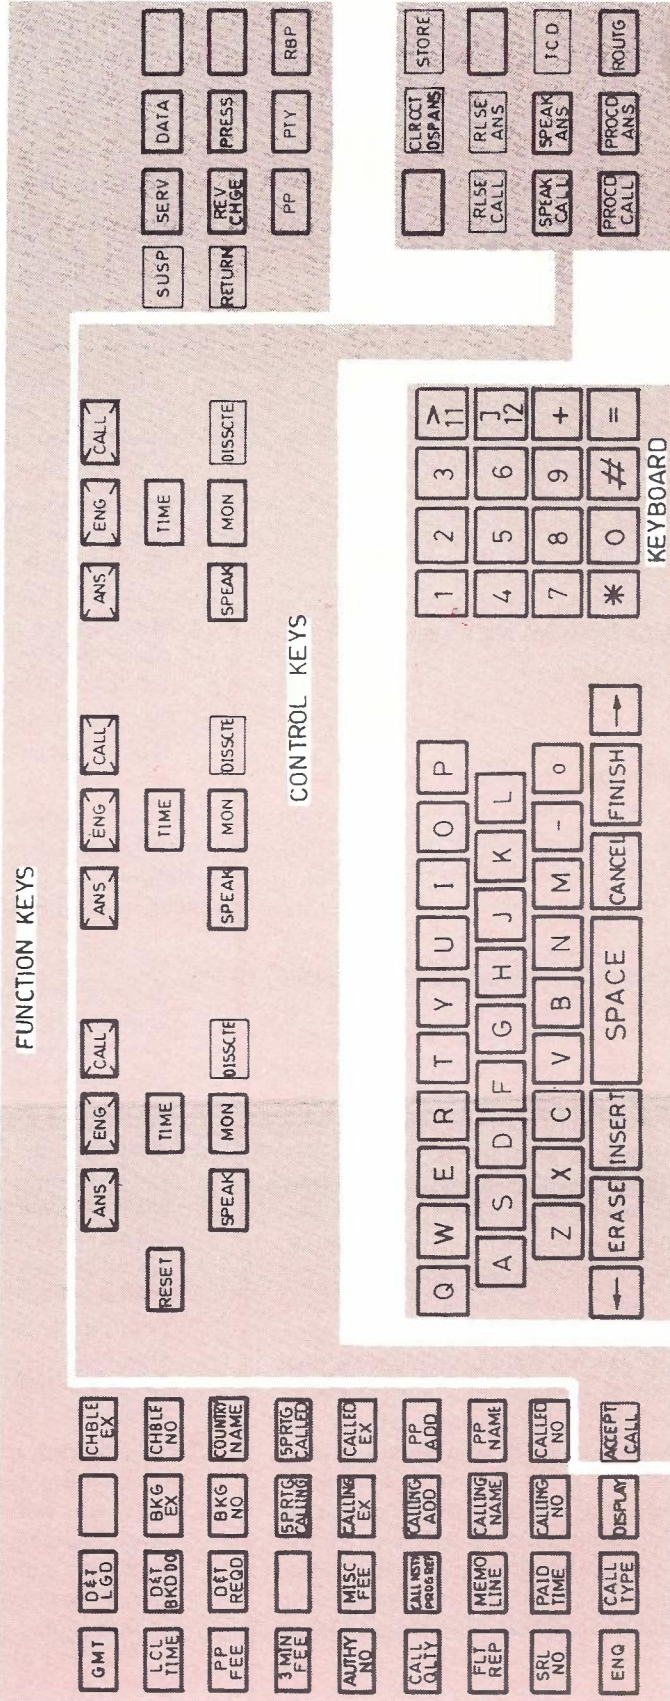 FUNCTION KEYS
GMT D&T LGD CHBLE EX ANS ENG CALL ANS ENG CALL ANS ENG CALL
LCL TIME D&T BKD DO BKG EX CHBLE NO RESET TIME TIME TIME SUSP SERV DATA
PP FEE D&T REQD BKG NO COUNTRY NAME SPEAK MON DISSCTE SPEAK MON DISSCTE SPEAK MON DISSCTE RETURN REV CHGE PRESS
3 MIN FEE SPRTG CALLING SPRTG CALLED CONTROL KEYS PP PTY RBP
AUTHY NO MISC FEE CALLING EX CALLED EX
CALL QLTY CALL INSTR PROG REP CALLING ADD PP ADD Q W E R T Y U I O P 1 2 3 > 11 CLRCCT DSPANS STORE
FLT REP MEMO LINE CALLING NAME PP NAME A S D F G H J K L 4 5 6 ] 12 RLSE CALL RLSE ANS
SRL NO PAID TIME CALLING NO CALLED NO Z X C V B N M - o 7 8 9 + SPEAK CALL SPEAK ANS ICD
ENQ CALL TYPE DISPLAY ACCEPT CALL ← ERASE INSERT SPACE CANCEL FINISH → * 0 # = PROCD CALL PROCD ANS ROUTG
KEYBOARD